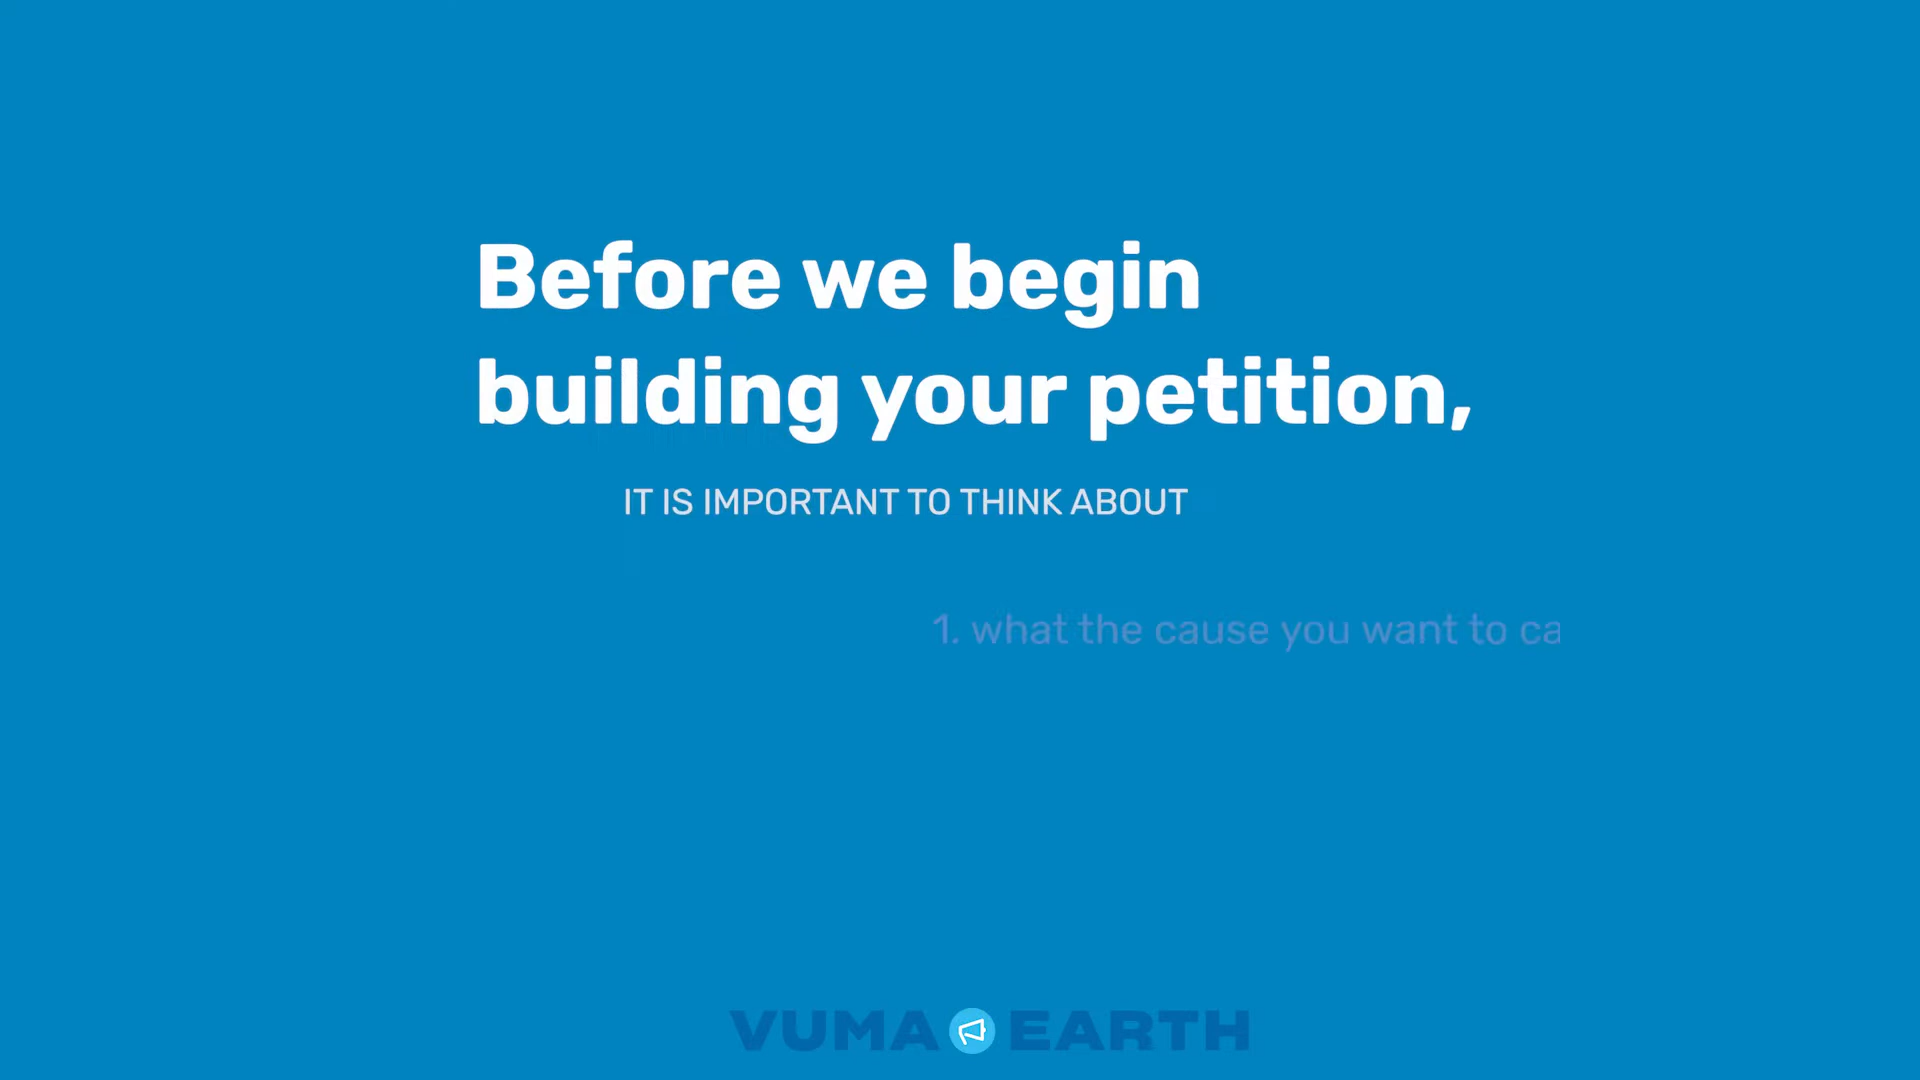 Before we begin
building your petition,
IT IS IMPORTANT TO THINK ABOUT
1. what the cause you want to ca
VUMA EARTH